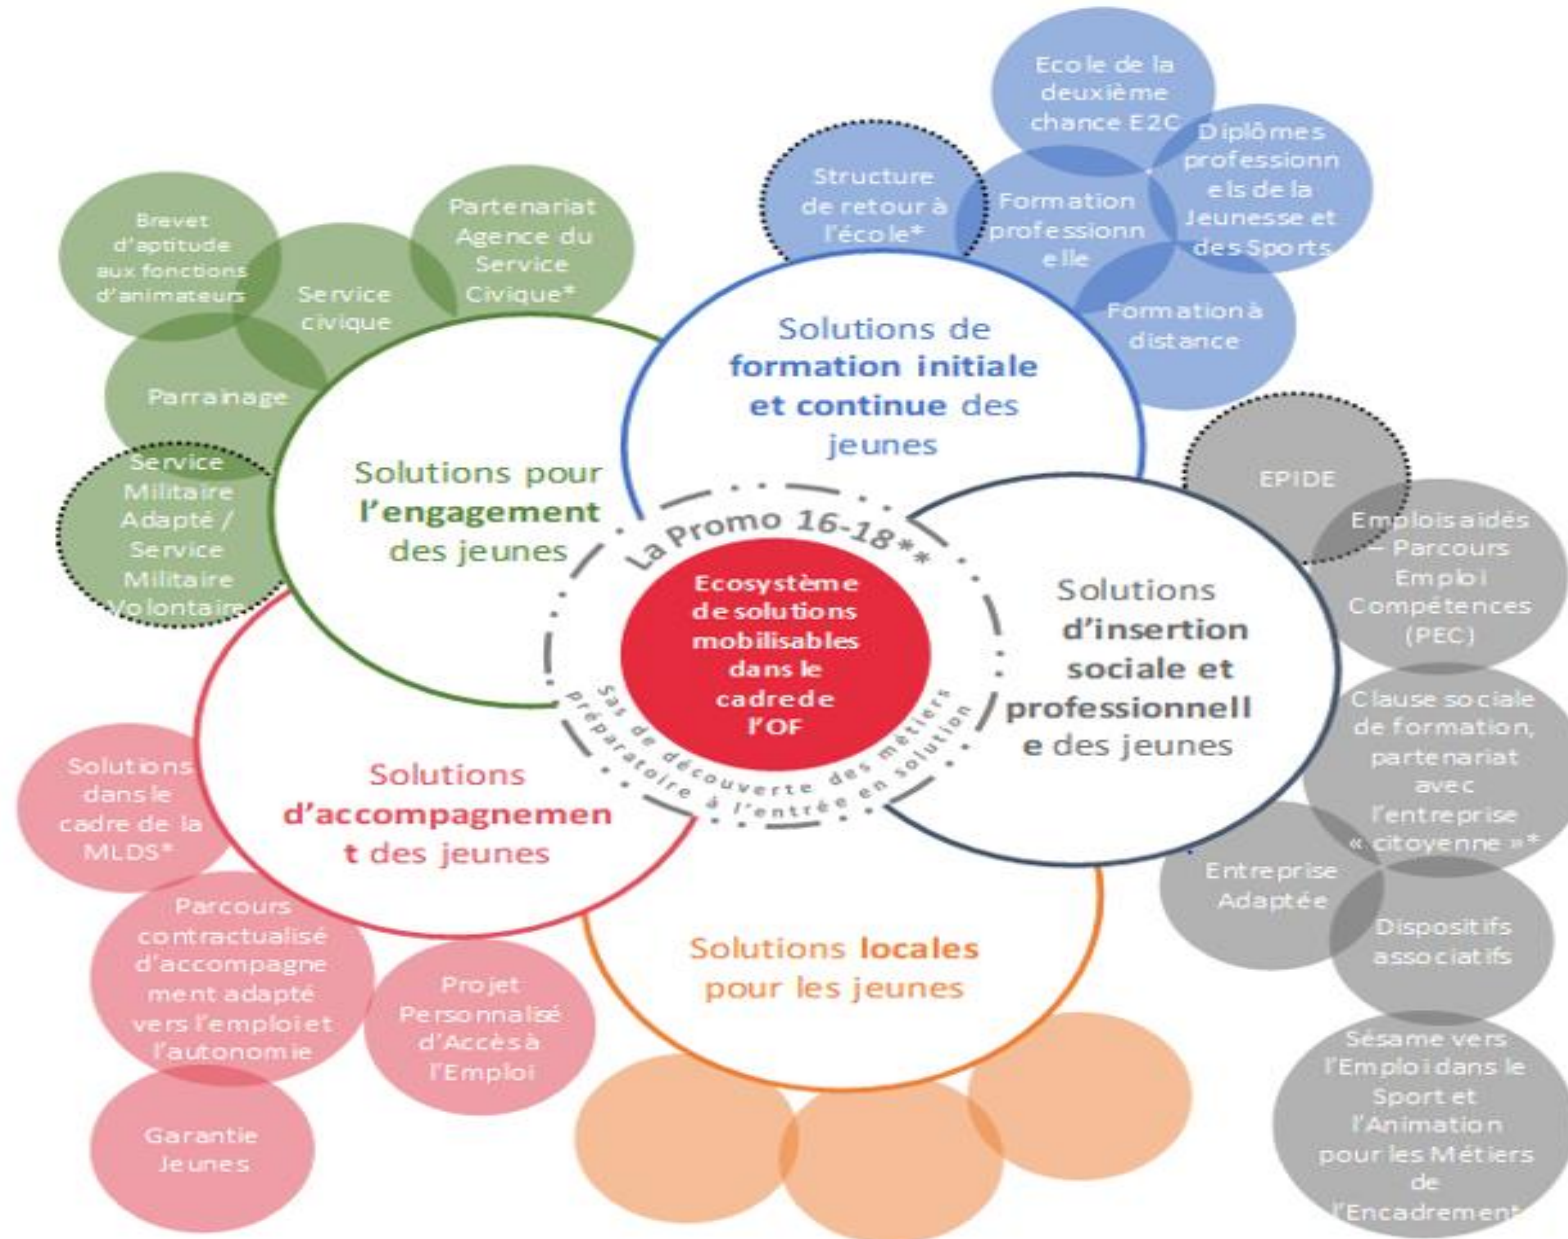 Ecole de la
deuxième
chance E2C
Diplômes
professionn
els de la
Jeunesse et
des Sports
Structure
de retour à
l'école*
Formation
professionn
elle
Formation à
distance
Solutions de
formation initiale
et continue des
jeunes
Brevet
d'aptitude
aux fonctions
d'animateurs
Service
civique
Partenariat
Agence du
Service
Civique*
Parrainage
Service
Militaire
Adapté /
Service
Militaire
Volontaire
Solutions pour
l'engagement
des jeunes
La Promo 16-18**
Ecosystème
de solutions
mobilisables
dans le
cadre de
l'OF
Sas de découverte des métiers
préparatoire à l'entrée en solution
EPIDE
Emplois aidés
– Parcours
Emploi
Compétences
(PEC)
Solutions
d'insertion
sociale et
professionnell
e des jeunes
Clause sociale
de formation,
partenariat
avec
l'entreprise
« citoyenne »*
Entreprise
Adaptée
Dispositifs
associatifs
Sésame vers
l'Emploi dans le
Sport et
l'Animation
pour les Métiers
de
l'Encadrement
Solutions
dans le
cadre de la
MLDS*
Solutions
d'accompagnemen
t des jeunes
Parcours
contractualisé
d'accompagne
ment adapté
vers l'emploi et
l'autonomie
Projet
Personnalisé
d'Accès à
l'Emploi
Garantie
Jeunes
Solutions locales
pour les jeunes